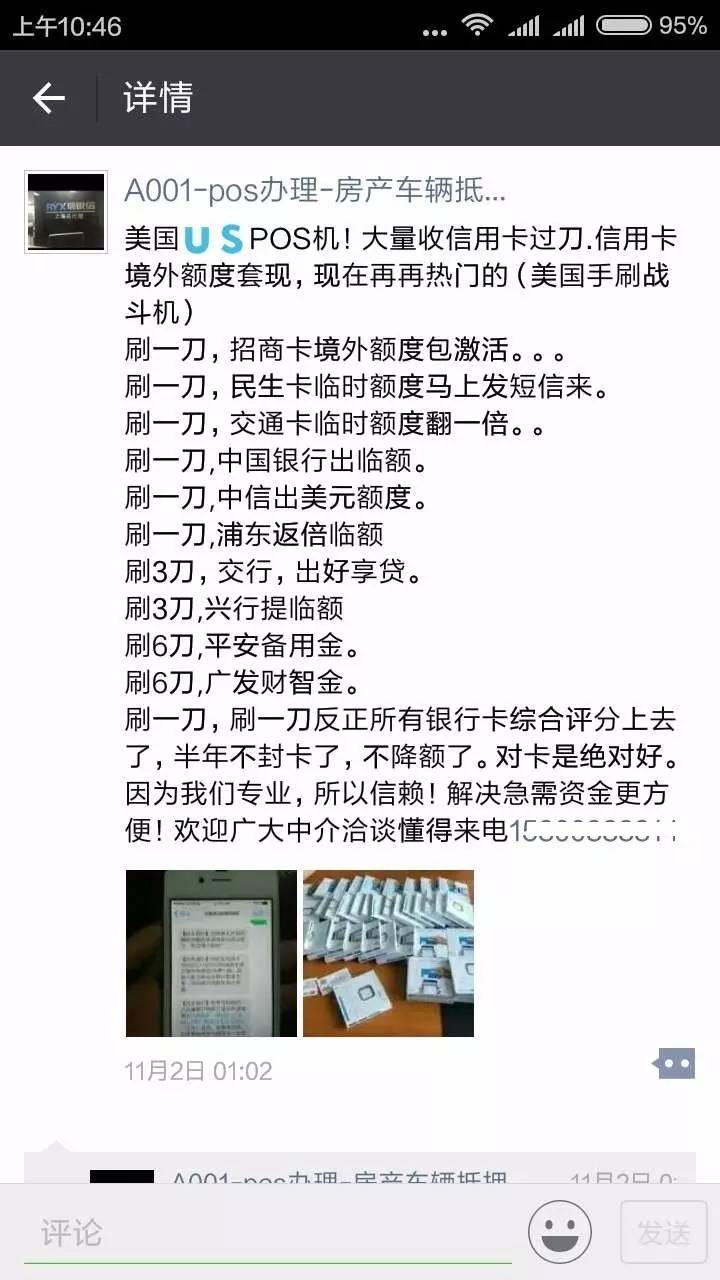 上午10:46
95%
详情
A001-pos办理-房产车辆抵...
美国US POS机！大量收信用卡过刀.信用卡
境外额度套现，现在再再热门的（美国手刷战
斗机）
刷一刀，招商卡境外额度包激活。。。
刷一刀，民生卡临时额度马上发短信来。
刷一刀，交通卡临时额度翻一倍。。
刷一刀,中国银行出临额。
刷一刀,中信出美元额度。
刷一刀,浦东返倍临额
刷3刀，交行，出好享贷。
刷3刀,兴行提临额
刷6刀,平安备用金。
刷6刀,广发财智金。
刷一刀，刷一刀反正所有银行卡综合评分上去
了，半年不封卡了，不降额了。对卡是绝对好。
因为我们专业，所以信赖！解决急需资金更方
便！欢迎广大中介洽谈懂得来电
11月2日 01:02
A001-pos办理-房产车辆抵押
11月2日
评论
发送